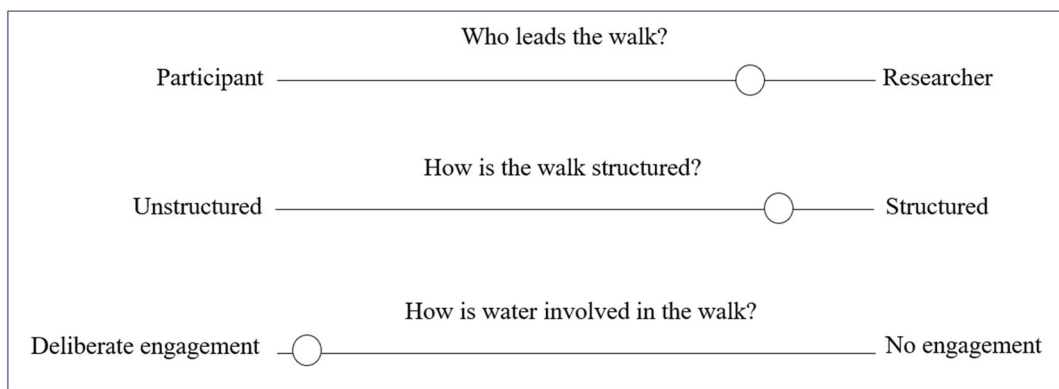 Who leads the walk?
Participant Researcher
How is the walk structured?
Unstructured Structured
How is water involved in the walk?
Deliberate engagement No engagement